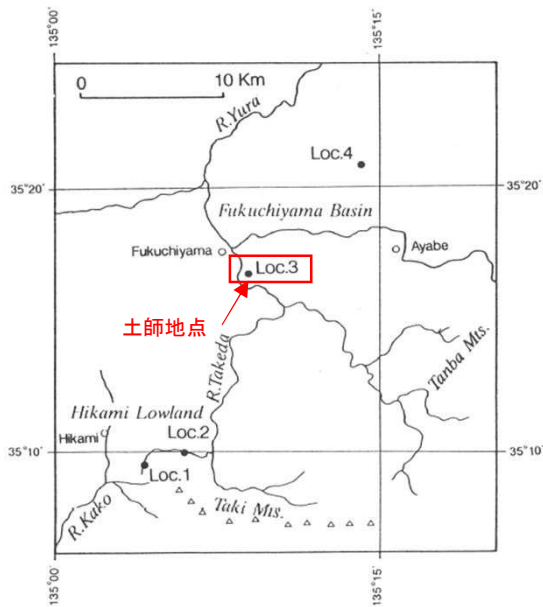 135°00'
135°15'
0 10 Km
R.Yura
Loc.4
35°20'
35°20'
Fukuchiyama Basin
Fukuchiyama
Ayabe
Loc.3
土師地点
R.Takeda
Tanba Mts.
Hikami Lowland
Hikami
Loc.2
35°10'
35°10'
Loc.1
Taki Mts.
R.Kako
135°00'
135°15'